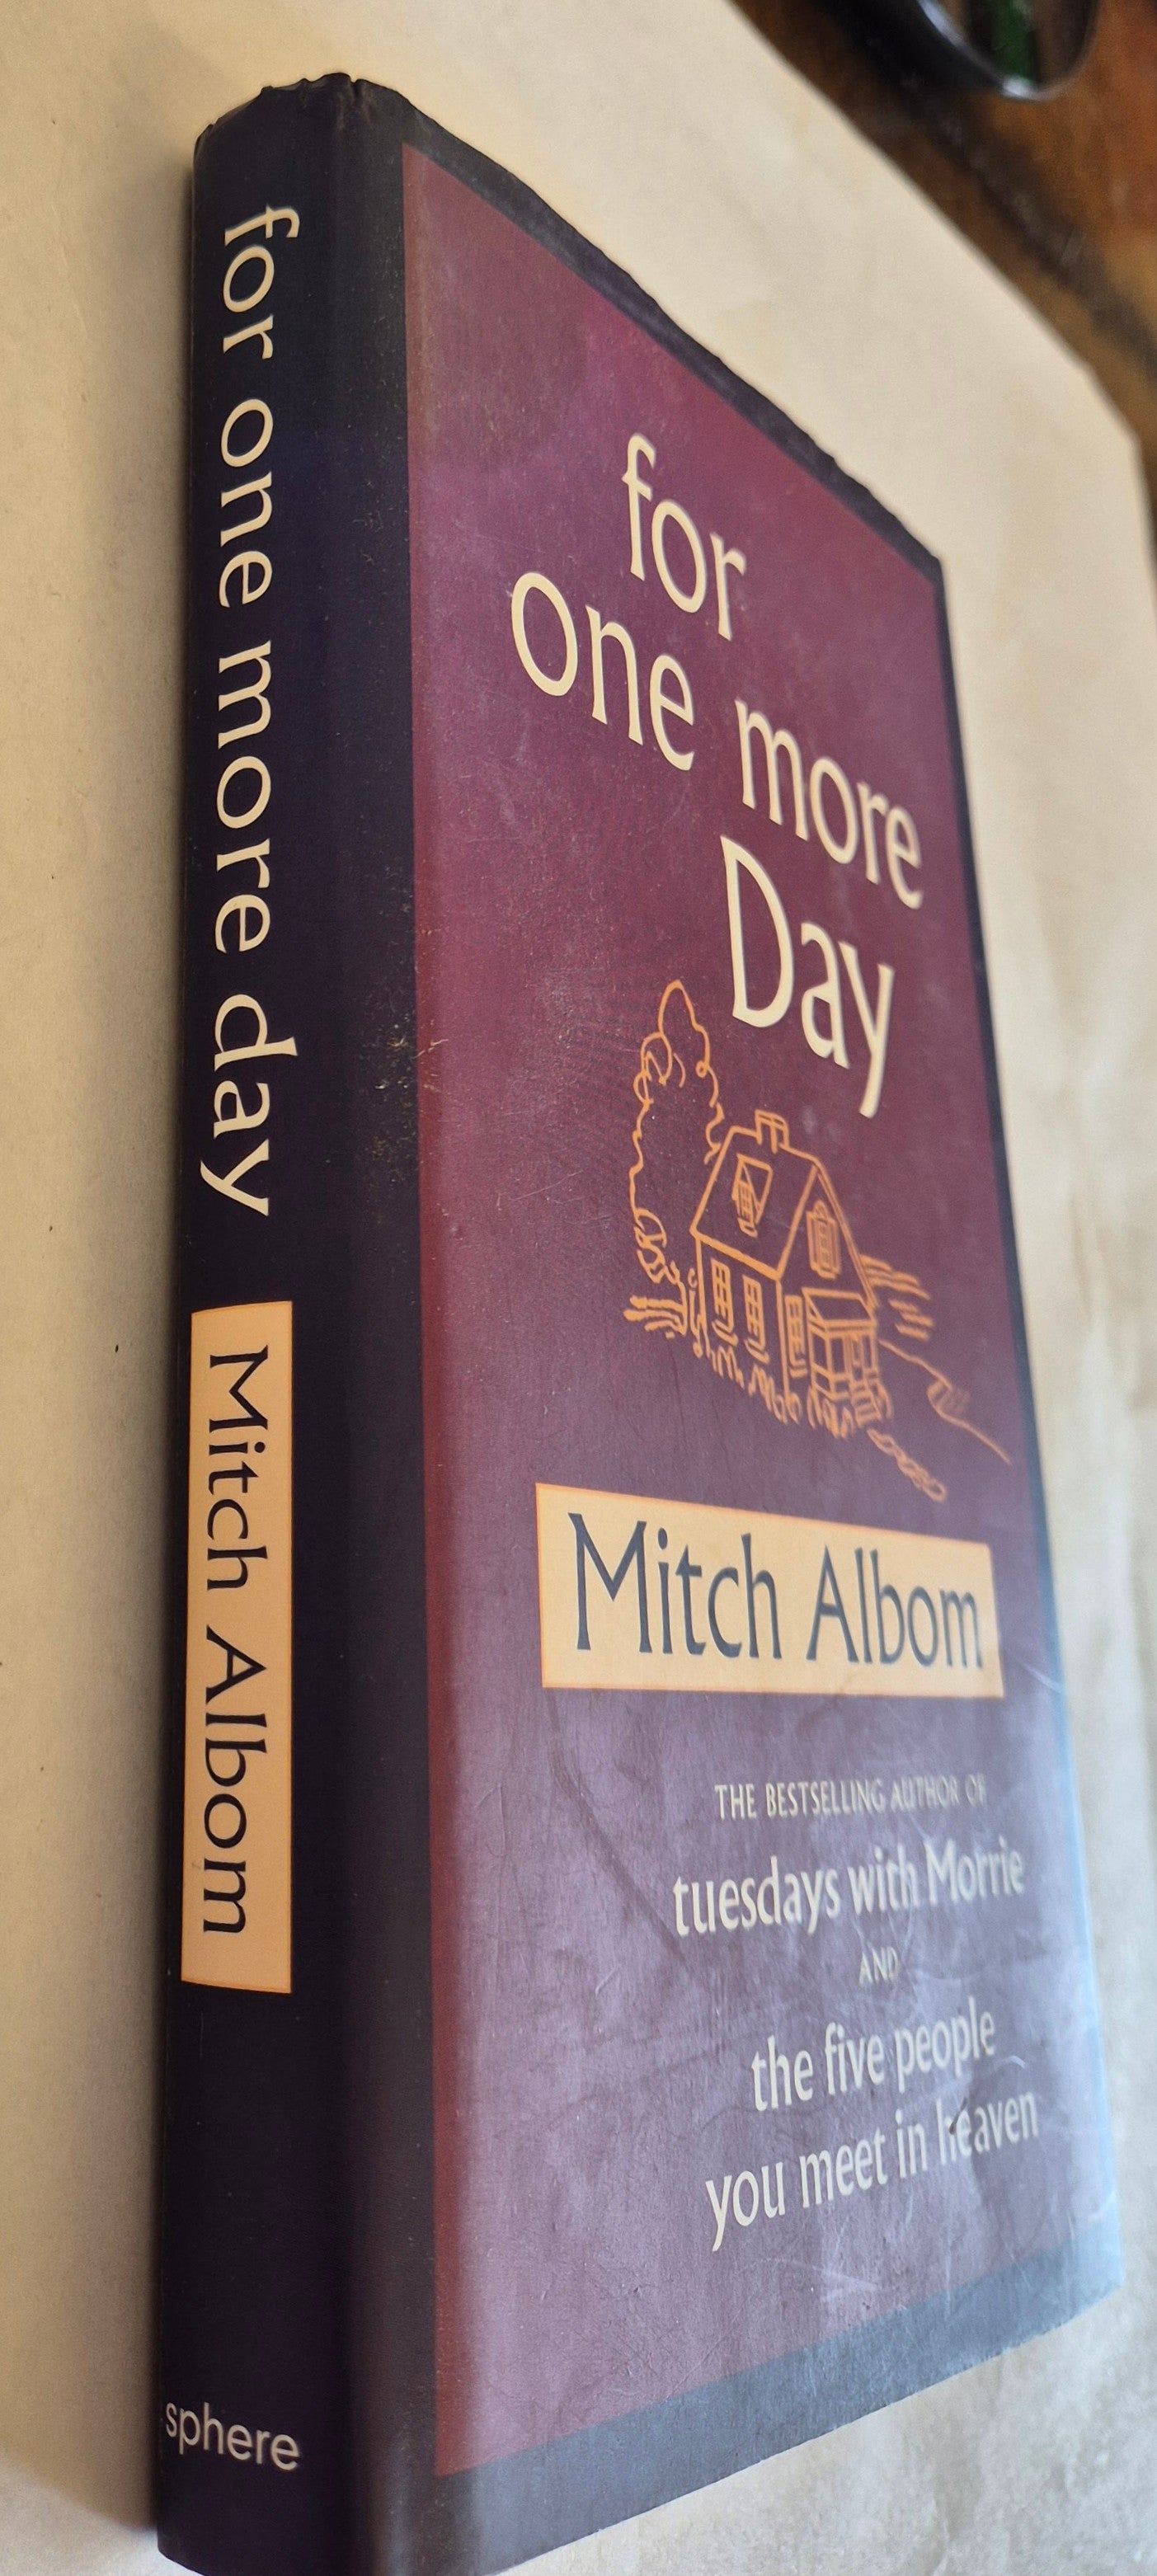 for one more day
Mitch Albom
sphere
for
one more
Day
Mitch Albom
THE BESTSELLING AUTHOR OF
tuesdays with Morrie
AND
the five people
you meet in heaven